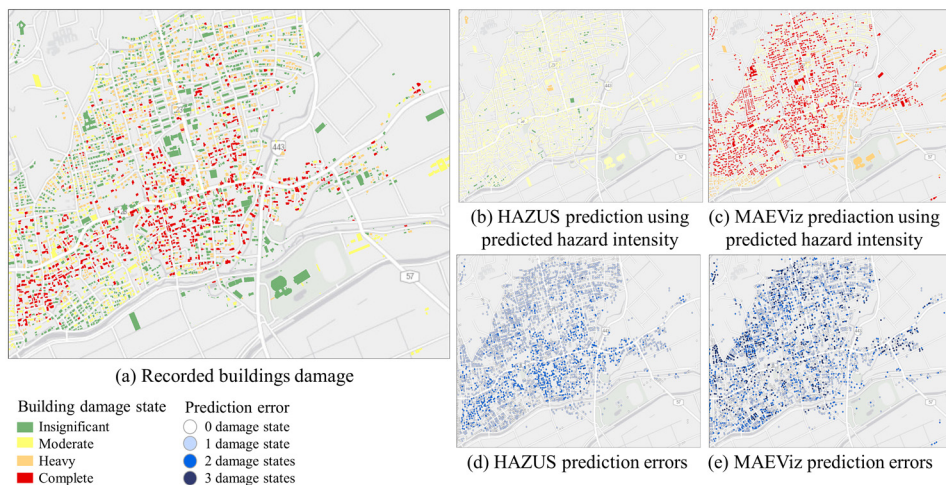 443
57
(a) Recorded buildings damage
(b) HAZUS prediction using
predicted hazard intensity
(c) MAEViz prediaction using
predicted hazard intensity
443
57
57
(d) HAZUS prediction errors
(e) MAEViz prediction errors
Building damage state
Insignificant
Moderate
Heavy
Complete
Prediction error
0 damage state
1 damage state
2 damage states
3 damage states